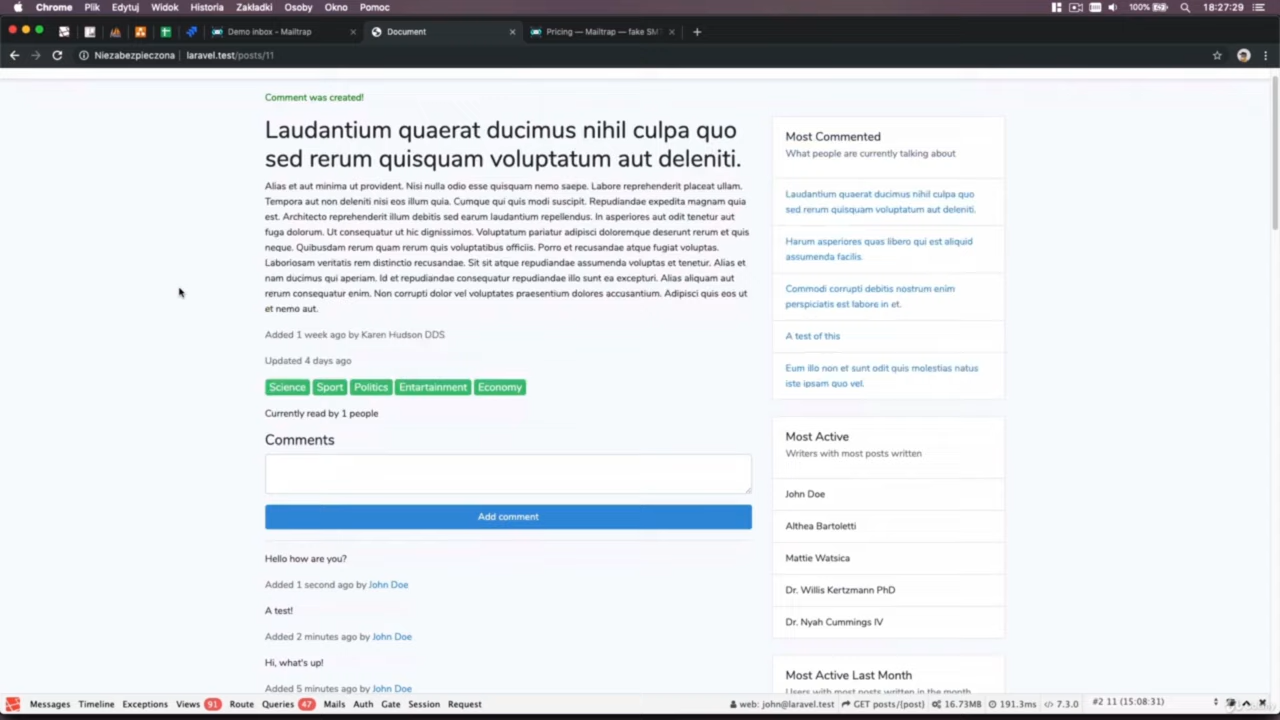 Chrome Plik Edytuj Widok Historia Zakładki Osoby Okno Pomoc 100% 18:27:29
Demo inbox - Mailtrap Document Pricing — Mailtrap — fake SM
Niezabezpieczona laravel.test/posts/11
Comment was created!
Laudantium quaerat ducimus nihil culpa quo
sed rerum quisquam voluptatum aut deleniti.
Alias et aut minima ut provident. Nisi nulla odio esse quisquam nemo saepe. Labore reprehenderit placeat ullam.
Tempora aut non deleniti nisi eos illum quia. Cumque qui quis modi suscipit. Repudiandae expedita magnam quia
est. Architecto reprehenderit illum debitis sed earum laudantium repellendus. In asperiores aut odit tenetur aut
fuga dolorum. Ut consequatur ut hic dignissimos. Voluptatum pariatur adipisci doloremque deserunt rerum et quis
neque. Quibusdam rerum quam rerum quis voluptatibus officiis. Porro et recusandae atque fugiat voluptas.
Laboriosam veritatis rem distinctio recusandae. Sit sit atque repudiandae assumenda voluptas et tenetur. Alias et
nam ducimus qui aperiam. Id et repudiandae consequatur repudiandae illo sunt ea excepturi. Alias aliquam aut
rerum consequatur enim. Non corrupti dolor vel voluptates praesentium dolores accusantium. Adipisci quis eos ut
et nemo aut.
Added 1 week ago by Karen Hudson DDS
Updated 4 days ago
Science Sport Politics Entartainment Economy
Currently read by 1 people
Comments
Add comment
Hello how are you?
Added 1 second ago by John Doe
A test!
Added 2 minutes ago by John Doe
Hi, what's up!
Added 5 minutes ago by John Doe
Most Commented
What people are currently talking about
Laudantium quaerat ducimus nihil culpa quo
sed rerum quisquam voluptatum aut deleniti.
Harum asperiores quas libero qui est aliquid
assumenda facilis.
Commodi corrupti debitis nostrum enim
perspiciatis est labore in et.
A test of this
Eum illo non et sunt odit quis molestias natus
iste ipsam quo vel.
Most Active
Writers with most posts written
John Doe
Althea Bartoletti
Mattie Watsica
Dr. Willis Kertzmann PhD
Dr. Nyah Cummings IV
Most Active Last Month
Users with most posts written in the month
Messages Timeline Exceptions Views 91 Route Queries 47 Mails Auth Gate Session Request web: john@laravel.test GET posts/{post} 16.73MB 191.3ms 7.3.0 #2 11 (15:08:31)